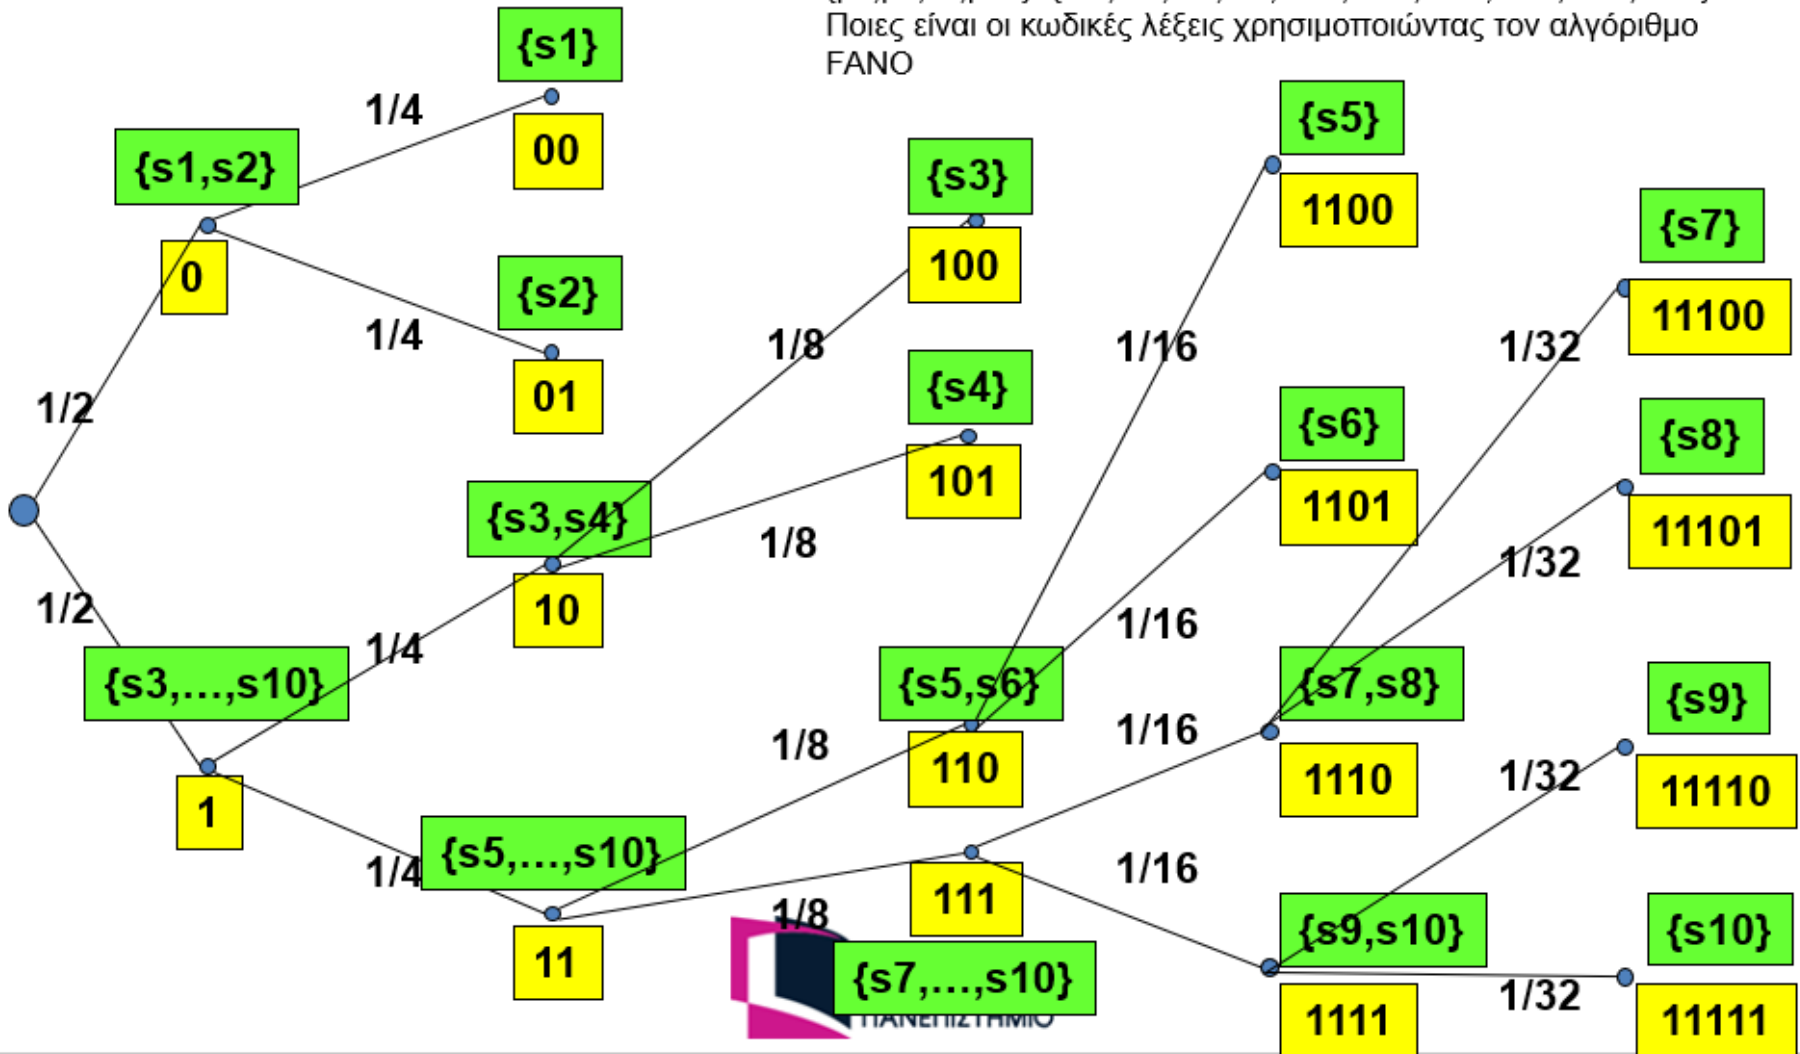 Ποιες είναι οι κωδικές λέξεις χρησιμοποιώντας τον αλγόριθμο
FANO
{s1}
1/4
00
{s1,s2}
0
{s2}
1/4
01
1/2
1/2
{s3,...,s10}
1
1/4
{s3,s4}
10
1/8
{s3}
100
{s4}
101
1/8
1/4
{s5,...,s10}
11
1/8
{s5,s6}
110
1/16
{s5}
1100
{s6}
1101
1/16
1/8
111
{s7,...,s10}
1/16
{s7,s8}
1110
1/32
{s7}
11100
{s8}
11101
1/32
1/16
{s9,s10}
1111
1/32
{s9}
11110
{s10}
11111
1/32
ΠΑΝΕΠΙΣΤΗΜΙΟ